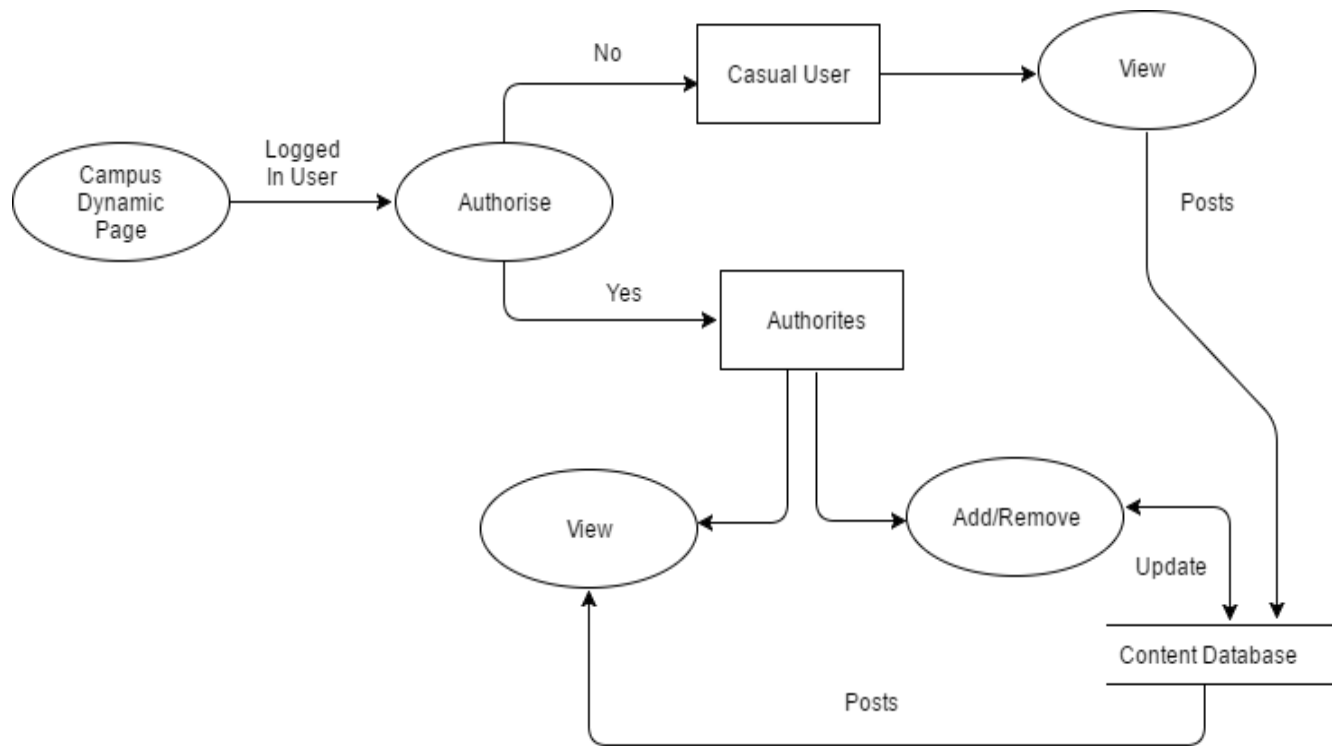 No
Casual User
View
Logged
In User
Campus
Dynamic
Page
Authorise
Posts
Yes
Authorites
View
Add/Remove
Update
Content Database
Posts